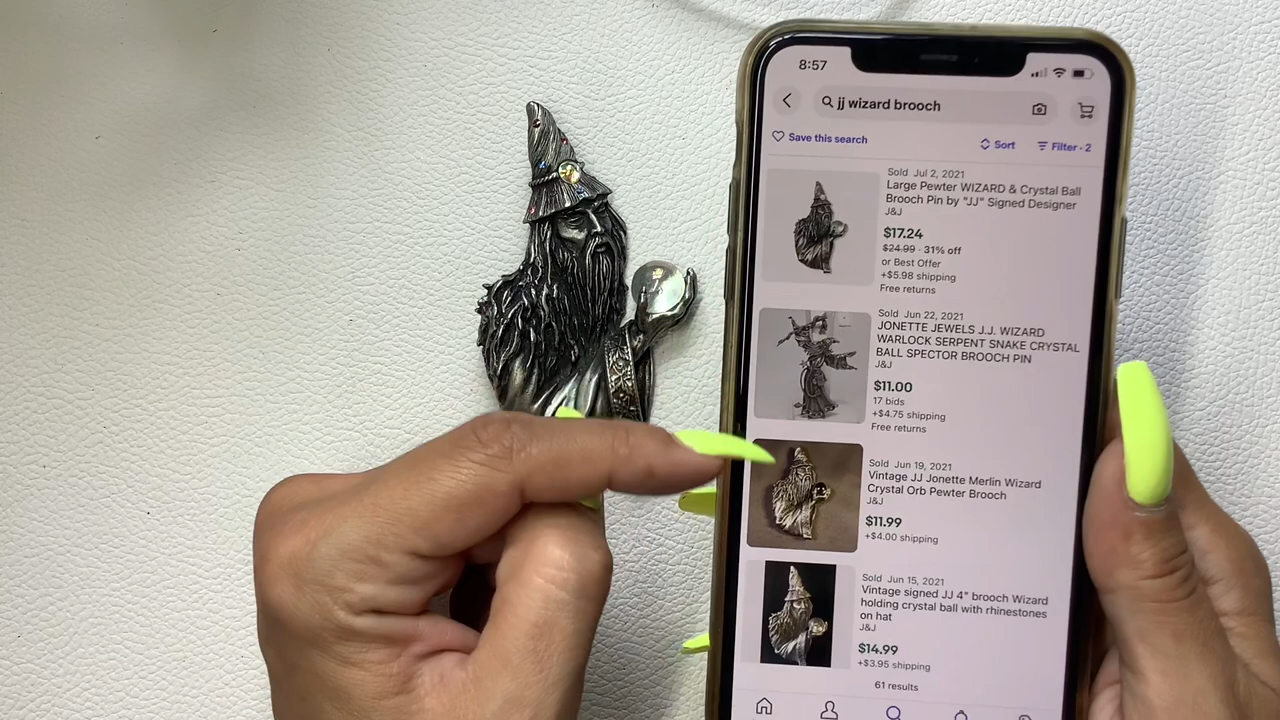 8:57
jj wizard brooch
Save this search
Sort
Filter · 2
Sold Jul 2, 2021
Large Pewter WIZARD & Crystal Ball
Brooch Pin by "JJ" Signed Designer
J&J
$17.24
$24.99 · 31% off
or Best Offer
+$5.98 shipping
Free returns
Sold Jun 22, 2021
JONETTE JEWELS J.J. WIZARD
WARLOCK SERPENT SNAKE CRYSTAL
BALL SPECTOR BROOCH PIN
J&J
$11.00
17 bids
+$4.75 shipping
Free returns
Sold Jun 19, 2021
Vintage JJ Jonette Merlin Wizard
Crystal Orb Pewter Brooch
J&J
$11.99
+$4.00 shipping
Sold Jun 15, 2021
Vintage signed JJ 4" brooch Wizard
holding crystal ball with rhinestones
on hat
J&J
$14.99
+$3.95 shipping
61 results